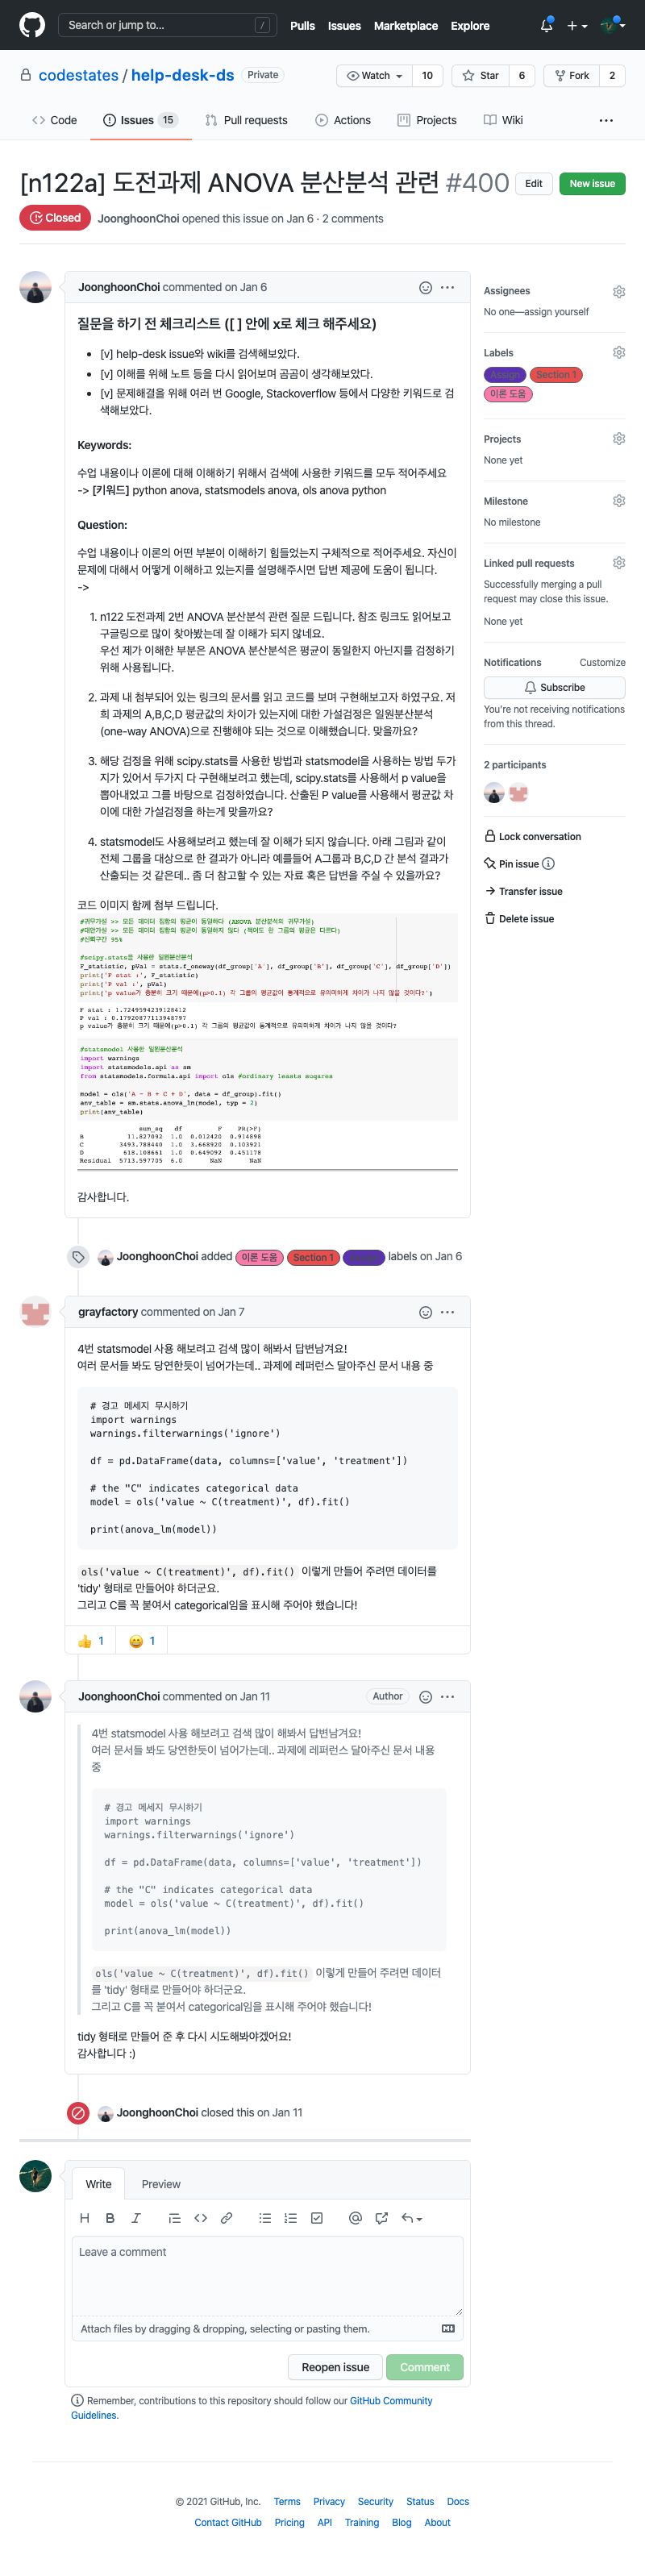 Search or jump to...
/
Pulls Issues Marketplace Explore
codestates / help-desk-ds Private
Watch 10
Star 6
Fork 2
Code
Issues 15
Pull requests
Actions
Projects
Wiki
[n122a] 도전과제 ANOVA 분산분석 관련 #400
Edit
New issue
Closed
JoonghoonChoi opened this issue on Jan 6 · 2 comments
JoonghoonChoi commented on Jan 6
질문을 하기 전 체크리스트 ([ ] 안에 x로 체크 해주세요)
[v] help-desk issue와 wiki를 검색해보았다.
[v] 이해를 위해 노트 등을 다시 읽어보며 곰곰이 생각해보았다.
[v] 문제해결을 위해 여러 번 Google, Stackoverflow 등에서 다양한 키워드로 검
색해보았다.
Keywords:
수업 내용이나 이론에 대해 이해하기 위해서 검색에 사용한 키워드를 모두 적어주세요
-> [키워드] python anova, statsmodels anova, ols anova python
Question:
수업 내용이나 이론의 어떤 부분이 이해하기 힘들었는지 구체적으로 적어주세요. 자신이
문제에 대해서 어떻게 이해하고 있는지를 설명해주시면 답변 제공에 도움이 됩니다.
->
1. n122 도전과제 2번 ANOVA 분산분석 관련 질문 드립니다. 참조 링크도 읽어보고
구글링으로 많이 찾아봤는데 잘 이해가 되지 않네요.
우선 제가 이해한 부분은 ANOVA 분산분석은 평균이 동일한지 아닌지를 검정하기
위해 사용됩니다.
2. 과제 내 첨부되어 있는 링크의 문서를 읽고 코드를 보며 구현해보고자 하였구요. 저
희 과제의 A,B,C,D 평균값의 차이가 있는지에 대한 가설검정은 일원분산분석
(one-way ANOVA)으로 진행해야 되는 것으로 이해했습니다. 맞을까요?
3. 해당 검정을 위해 scipy.stats를 사용한 방법과 statsmodel을 사용하는 방법 두가
지가 있어서 두가지 다 구현해보려고 했는데, scipy.stats를 사용해서 p value을
뽑아내었고 그를 바탕으로 검정하였습니다. 산출된 P value를 사용해서 평균값 차
이에 대한 가설검정을 하는게 맞을까요?
4. statsmodel도 사용해보려고 했는데 잘 이해가 되지 않습니다. 아래 그림과 같이
전체 그룹을 대상으로 한 결과가 아니라 예를들어 A그룹과 B,C,D 간 분석 결과가
산출되는 것 같은데.. 좀 더 참고할 수 있는 자료 혹은 답변을 주실 수 있을까요?
코드 이미지 함께 첨부 드립니다.
#귀무가설 >> 모든 데이터 집합의 평균이 동일하다 (ANOVA 분산분석의 귀무가설)
#대안가설 >> 모든 데이터 집합의 평균이 동일하지 않다 (적어도 한 그룹의 평균은 다르다)
#신뢰구간 95%
#scipy.stats을 사용한 일원분산분석
F_statistic, pVal = stats.f_oneway(df_group['A'], df_group['B'], df_group['C'], df_group['D'])
print('F stat :', F_statistic)
print('P val :', pVal)
print('p value가 충분히 크기 때문에(p>0.1) 각 그룹의 평균값이 통계적으로 유의미하게 차이가 나지 않을 것이다?')
F stat : 1.7249594239128412
P val : 0.17920877113948797
p value가 충분히 크기 때문에(p>0.1) 각 그룹의 평균값이 통계적으로 유의미하게 차이가 나지 않을 것이다?
#statsmodel 사용한 일원분산분석
import warnings
import statsmodels.api as sm
from statsmodels.formula.api import ols #ordinary leasts suqares
model = ols('A ~ B + C + D', data = df_group).fit()
anv_table = sm.stats.anova_lm(model, typ = 2)
print(anv_table)
sum_sq df F PR(>F)
B 11.827092 1.0 0.012420 0.914898
C 3493.788440 1.0 3.668920 0.103921
D 618.108661 1.0 0.649092 0.451178
Residual 5713.597705 6.0 NaN NaN
감사합니다.
JoonghoonChoi added 이론 도움 Section 1 labels on Jan 6
grayfactory commented on Jan 7
4번 statsmodel 사용 해보려고 검색 많이 해봐서 답변남겨요!
여러 문서들 봐도 당연한듯이 넘어가는데.. 과제에 레퍼런스 달아주신 문서 내용 중
# 경고 메세지 무시하기
import warnings
warnings.filterwarnings('ignore')
df = pd.DataFrame(data, columns=['value', 'treatment'])
# the "C" indicates categorical data
model = ols('value ~ C(treatment)', df).fit()
print(anova_lm(model))
ols('value ~ C(treatment)', df).fit() 이렇게 만들어 주려면 데이터를
'tidy' 형태로 만들어야 하더군요.
그리고 C를 꼭 붙여서 categorical임을 표시해 주어야 했습니다!
👍 1 😄 1
JoonghoonChoi commented on Jan 11
Author
4번 statsmodel 사용 해보려고 검색 많이 해봐서 답변남겨요!
여러 문서들 봐도 당연한듯이 넘어가는데.. 과제에 레퍼런스 달아주신 문서 내용
중
# 경고 메세지 무시하기
import warnings
warnings.filterwarnings('ignore')
df = pd.DataFrame(data, columns=['value', 'treatment'])
# the "C" indicates categorical data
model = ols('value ~ C(treatment)', df).fit()
print(anova_lm(model))
ols('value ~ C(treatment)', df).fit() 이렇게 만들어 주려면 데이터
를 'tidy' 형태로 만들어야 하더군요.
그리고 C를 꼭 붙여서 categorical임을 표시해 주어야 했습니다!
tidy 형태로 만들어 준 후 다시 시도해봐야겠어요!
감사합니다 :)
JoonghoonChoi closed this on Jan 11
Write
Preview
Leave a comment
Attach files by dragging & dropping, selecting or pasting them.
Reopen issue
Comment
Remember, contributions to this repository should follow our GitHub Community
Guidelines.
Assignees
No one—assign yourself
Labels
Assign
Section 1
이론 도움
Projects
None yet
Milestone
No milestone
Linked pull requests
Successfully merging a pull
request may close this issue.
None yet
Notifications
Customize
Subscribe
You're not receiving notifications
from this thread.
2 participants
Lock conversation
Pin issue
Transfer issue
Delete issue
© 2021 GitHub, Inc. Terms Privacy Security Status Docs
Contact GitHub Pricing API Training Blog About